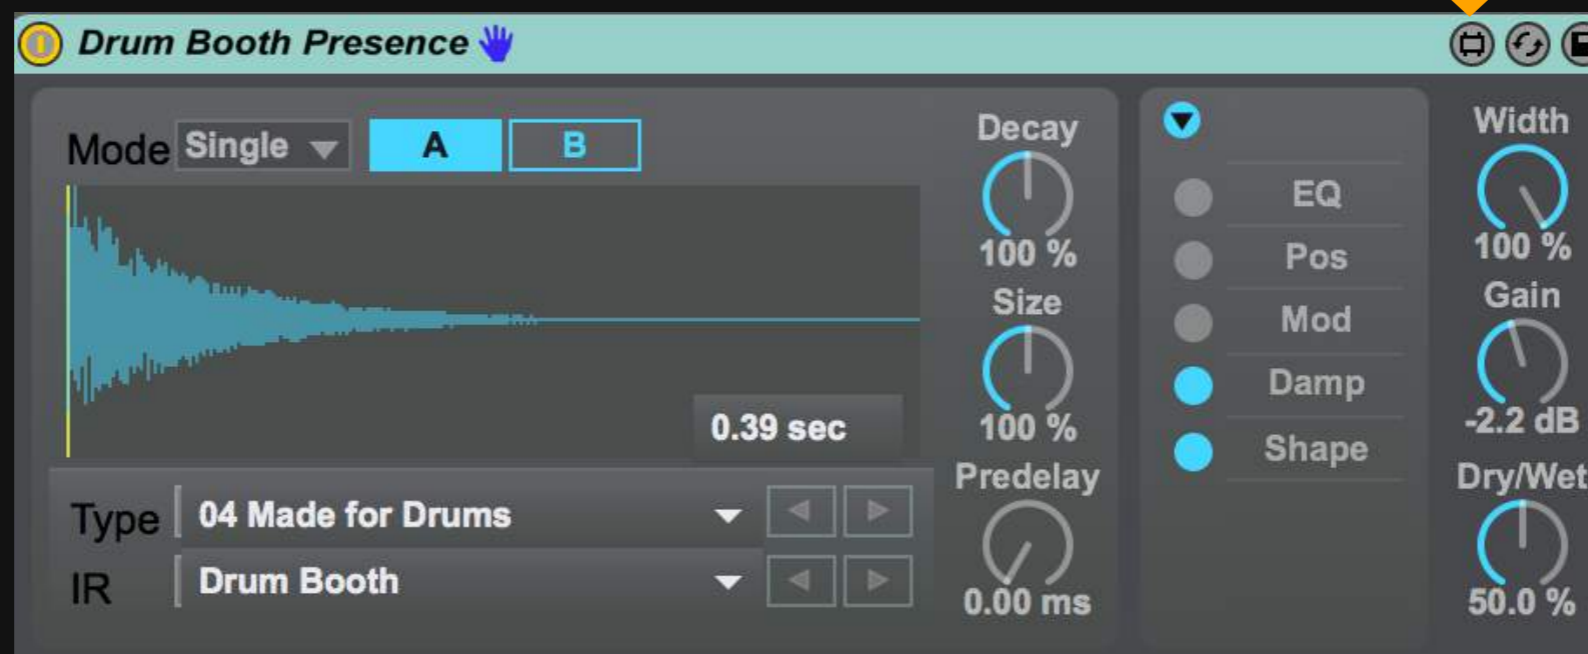 Drum Booth Presence
Mode Single A B
0.39 sec
Type 04 Made for Drums
IR Drum Booth
Decay
100 %
Size
100 %
Predelay
0.00 ms
EQ
Pos
Mod
Damp
Shape
Width
100 %
Gain
-2.2 dB
Dry/Wet
50.0 %